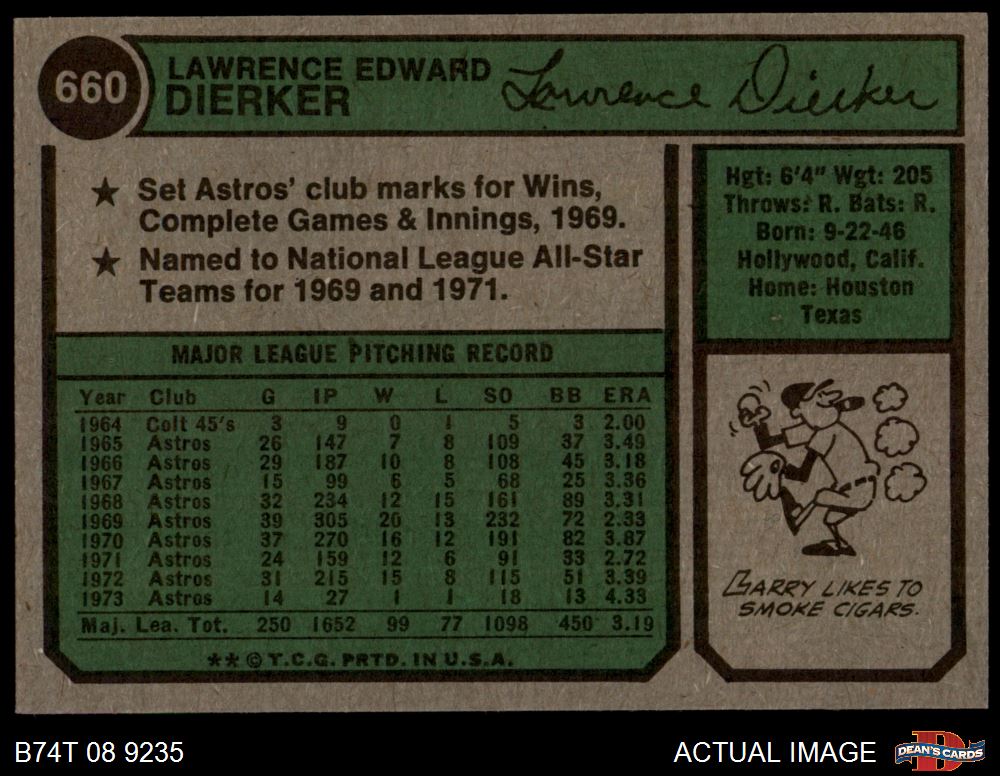 660
LAWRENCE EDWARD
DIERKER
Lawrence Dierker
★ Set Astros' club marks for Wins,
Complete Games & Innings, 1969.
★ Named to National League All-Star
Teams for 1969 and 1971.
Hgt: 6'4" Wgt: 205
Throws: R. Bats: R.
Born: 9-22-46
Hollywood, Calif.
Home: Houston
Texas
MAJOR LEAGUE PITCHING RECORD
Year Club G IP W L SO BB ERA
1964 Colt 45's 3 9 0 1 5 3 2.00
1965 Astros 26 147 7 8 109 37 3.49
1966 Astros 29 187 10 8 108 45 3.18
1967 Astros 15 99 6 5 68 25 3.36
1968 Astros 32 234 12 15 161 89 3.31
1969 Astros 39 305 20 13 232 72 2.33
1970 Astros 37 270 16 12 191 82 3.87
1971 Astros 24 159 12 6 91 33 2.72
1972 Astros 31 215 15 8 115 51 3.39
1973 Astros 14 27 1 1 18 13 4.33
Maj. Lea. Tot. 250 1652 99 77 1098 450 3.19
** © T.C.G. PRTD. IN U.S.A.
LARRY LIKES TO
SMOKE CIGARS.
B74T 08 9235
ACTUAL IMAGE
D
DEAN'S CARDS